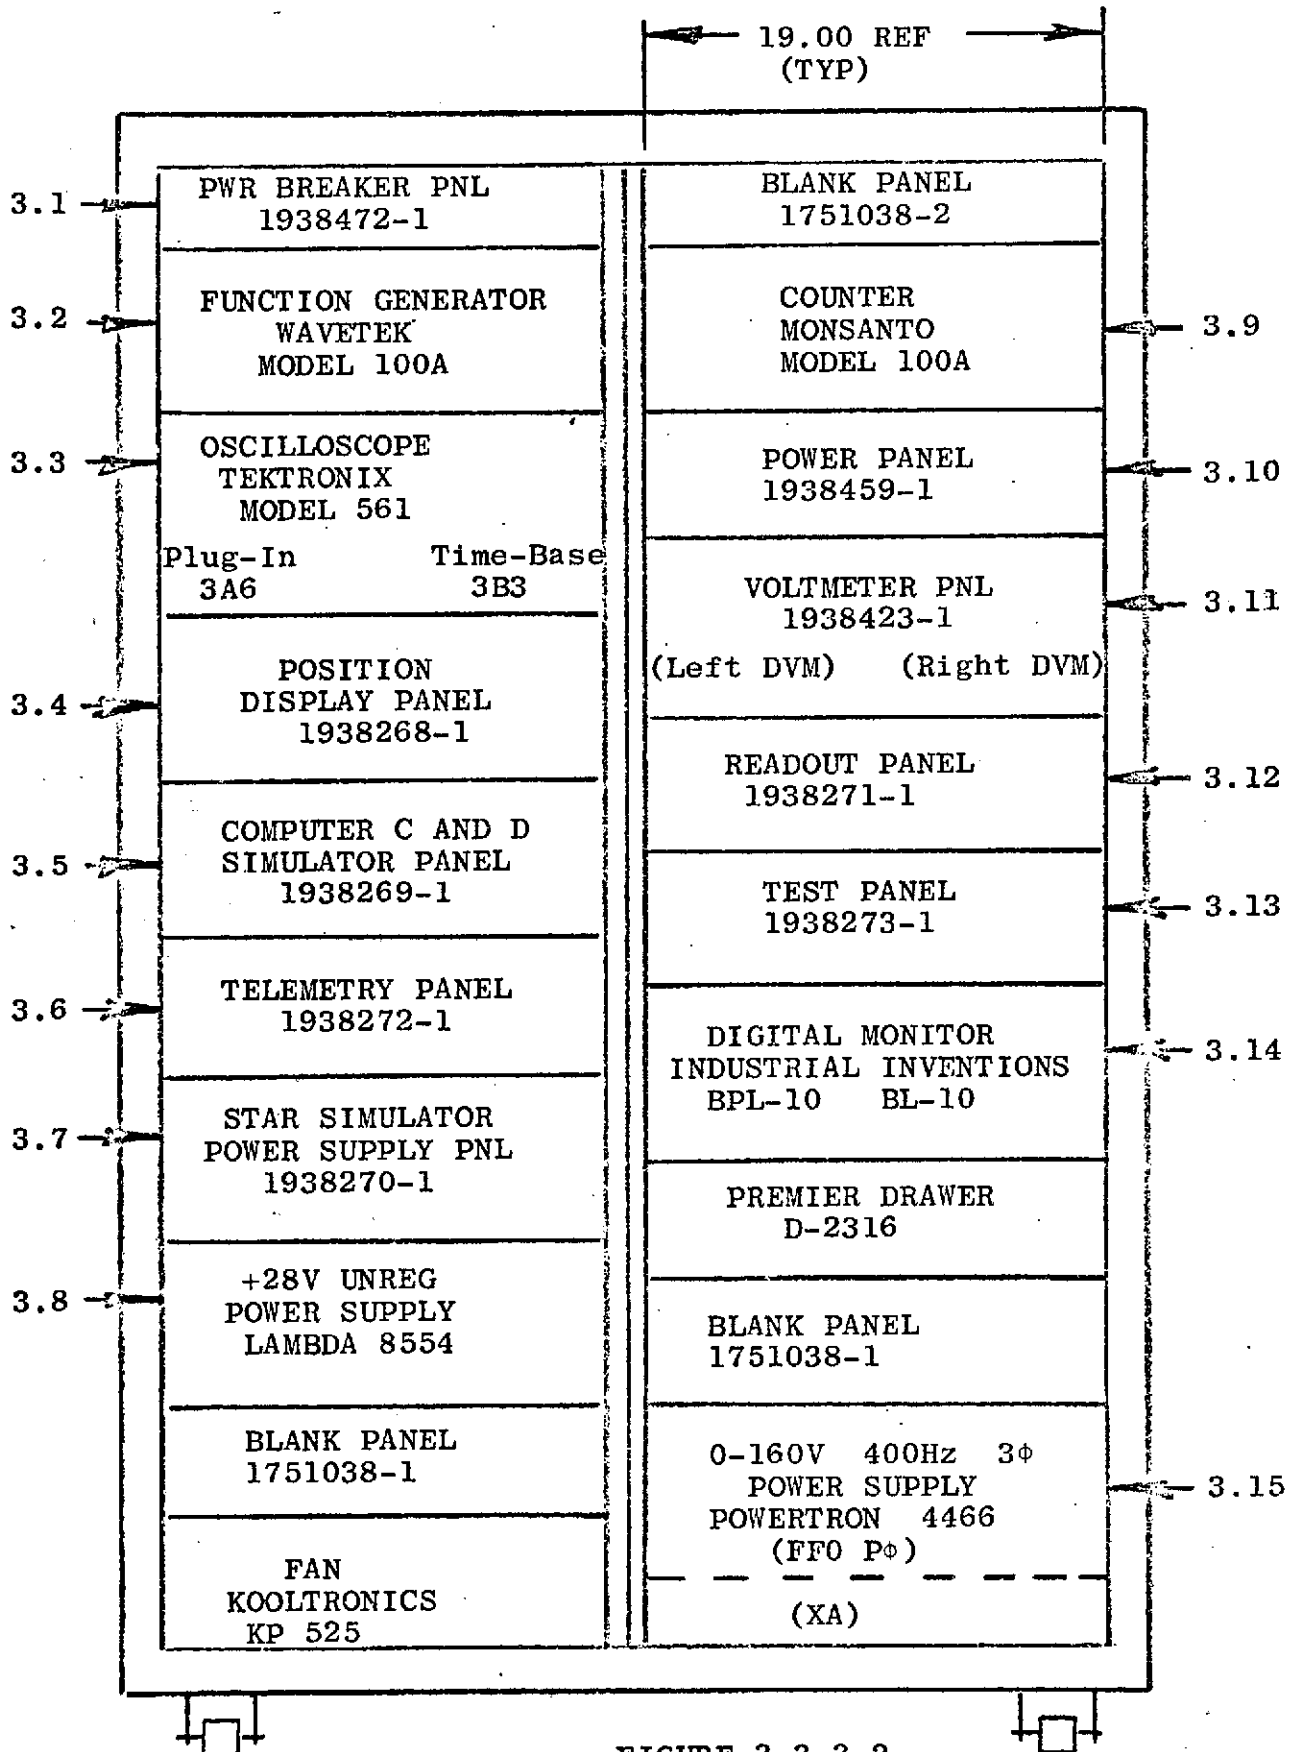 19.00 REF
(TYP)
3.1
PWR BREAKER PNL
1938472-1
3.2
FUNCTION GENERATOR
WAVETEK
MODEL 100A
3.3
OSCILLOSCOPE
TEKTRONIX
MODEL 561
Plug-In Time-Base
3A6 3B3
3.4
POSITION
DISPLAY PANEL
1938268-1
3.5
COMPUTER C AND D
SIMULATOR PANEL
1938269-1
3.6
TELEMETRY PANEL
1938272-1
3.7
STAR SIMULATOR
POWER SUPPLY PNL
1938270-1
3.8
+28V UNREG
POWER SUPPLY
LAMBDA 8554
BLANK PANEL
1751038-1
FAN
KOOLTRONICS
KP 525
BLANK PANEL
1751038-2
COUNTER
MONSANTO
MODEL 100A
3.9
POWER PANEL
1938459-1
3.10
VOLTMETER PNL
1938423-1
(Left DVM) (Right DVM)
3.11
READOUT PANEL
1938271-1
3.12
TEST PANEL
1938273-1
3.13
DIGITAL MONITOR
INDUSTRIAL INVENTIONS
BPL-10 BL-10
3.14
PREMIER DRAWER
D-2316
BLANK PANEL
1751038-1
0-160V 400Hz 3Φ
POWER SUPPLY
POWERTRON 4466
(FFO PΦ)
3.15
(XA)